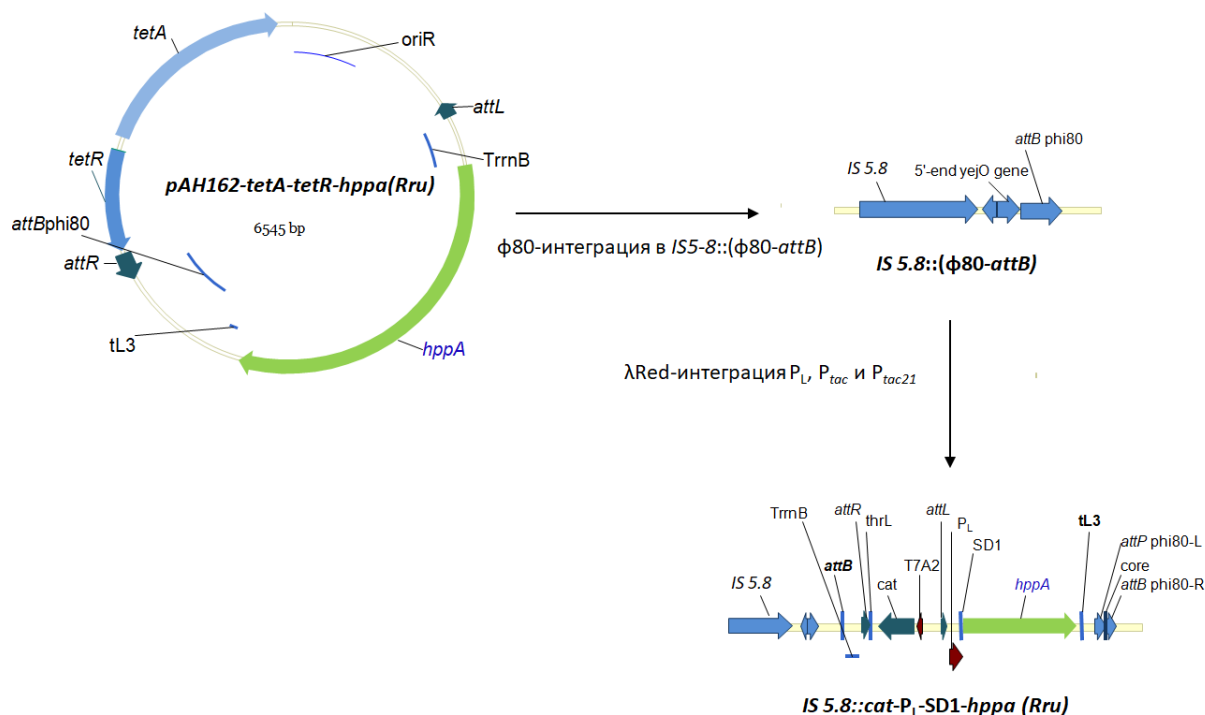 tetA
oriR
attL
TrrnB
tetR
pAH162-tetA-tetR-hppa(Rru)
6545 bp
attBphi80
attR
tL3
hppA
ф80-интеграция в IS5-8::(ф80-attB)
attB phi80
5'-end yejO gene
IS 5.8
IS 5.8::(ф80-attB)
λRed-интеграция PL, Ptac и Ptac21
TrrnB
attR
thrL
attL
PL
SD1
tL3
attP phi80-L
core
attB phi80-R
attB
T7A2
cat
hppA
IS 5.8
IS 5.8::cat-PL-SD1-hppa (Rru)